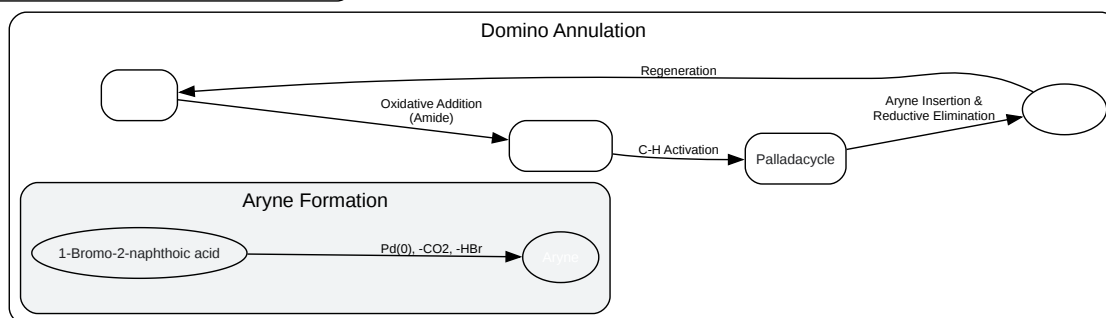 Domino Annulation
Regeneration
Oxidative Addition
(Amide)
Aryne Insertion &
Reductive Elimination
C-H Activation
Palladacycle
Aryne Formation
1-Bromo-2-naphthoic acid
Pd(0), -CO2, -HBr
Aryne